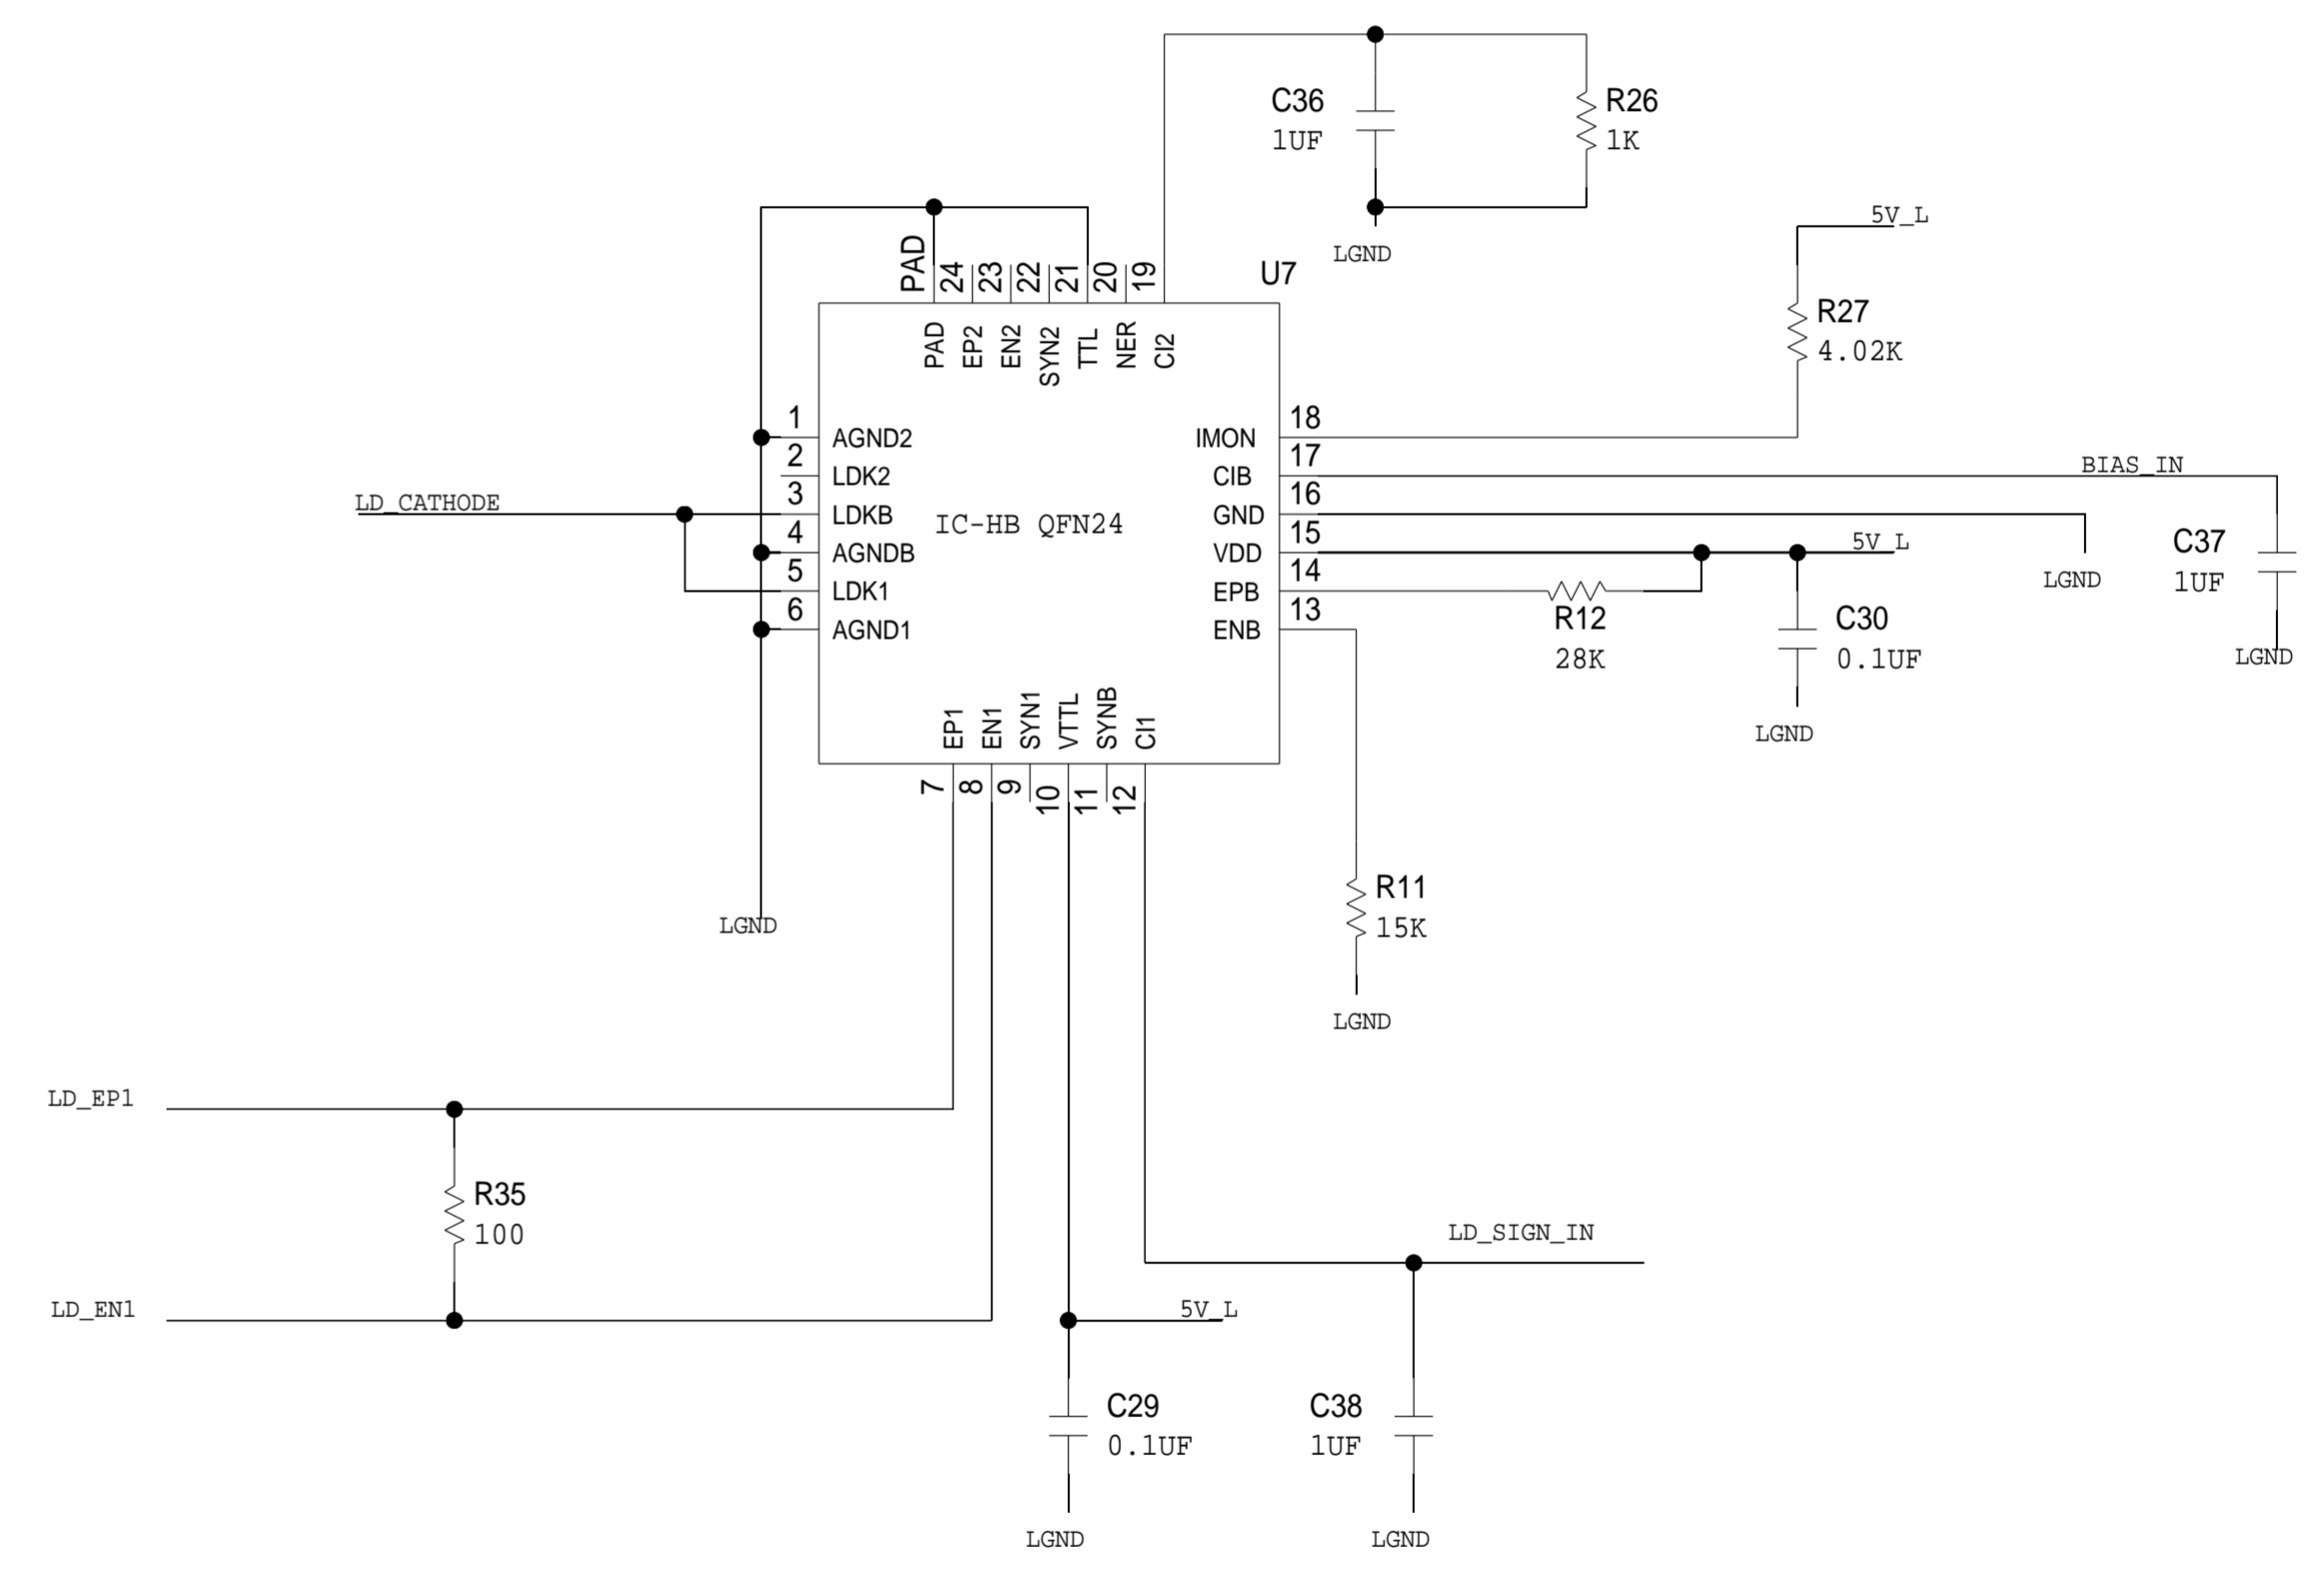 C36
1UF
R26
1K
LGND
5V_L
R27
4.02K
U7
PAD
24
23
22
21
20
19
PAD
EP2
EN2
SYN2
TTL
NER
CI2
1
2
3
4
5
6
AGND2
LDK2
LDKB
AGNDB
LDK1
AGND1
LD_CATHODE
IC-HB QFN24
IMON
CIB
GND
VDD
EPB
ENB
18
17
16
15
14
13
BIAS_IN
5V_L
LGND
C37
1UF
LGND
R12
28K
C30
0.1UF
LGND
EP1
EN1
SYN1
VTTL
SYNB
CI1
7
8
9
10
11
12
LGND
R11
15K
LGND
LD_EP1
R35
100
LD_EN1
LD_SIGN_IN
5V_L
C29
0.1UF
C38
1UF
LGND
LGND